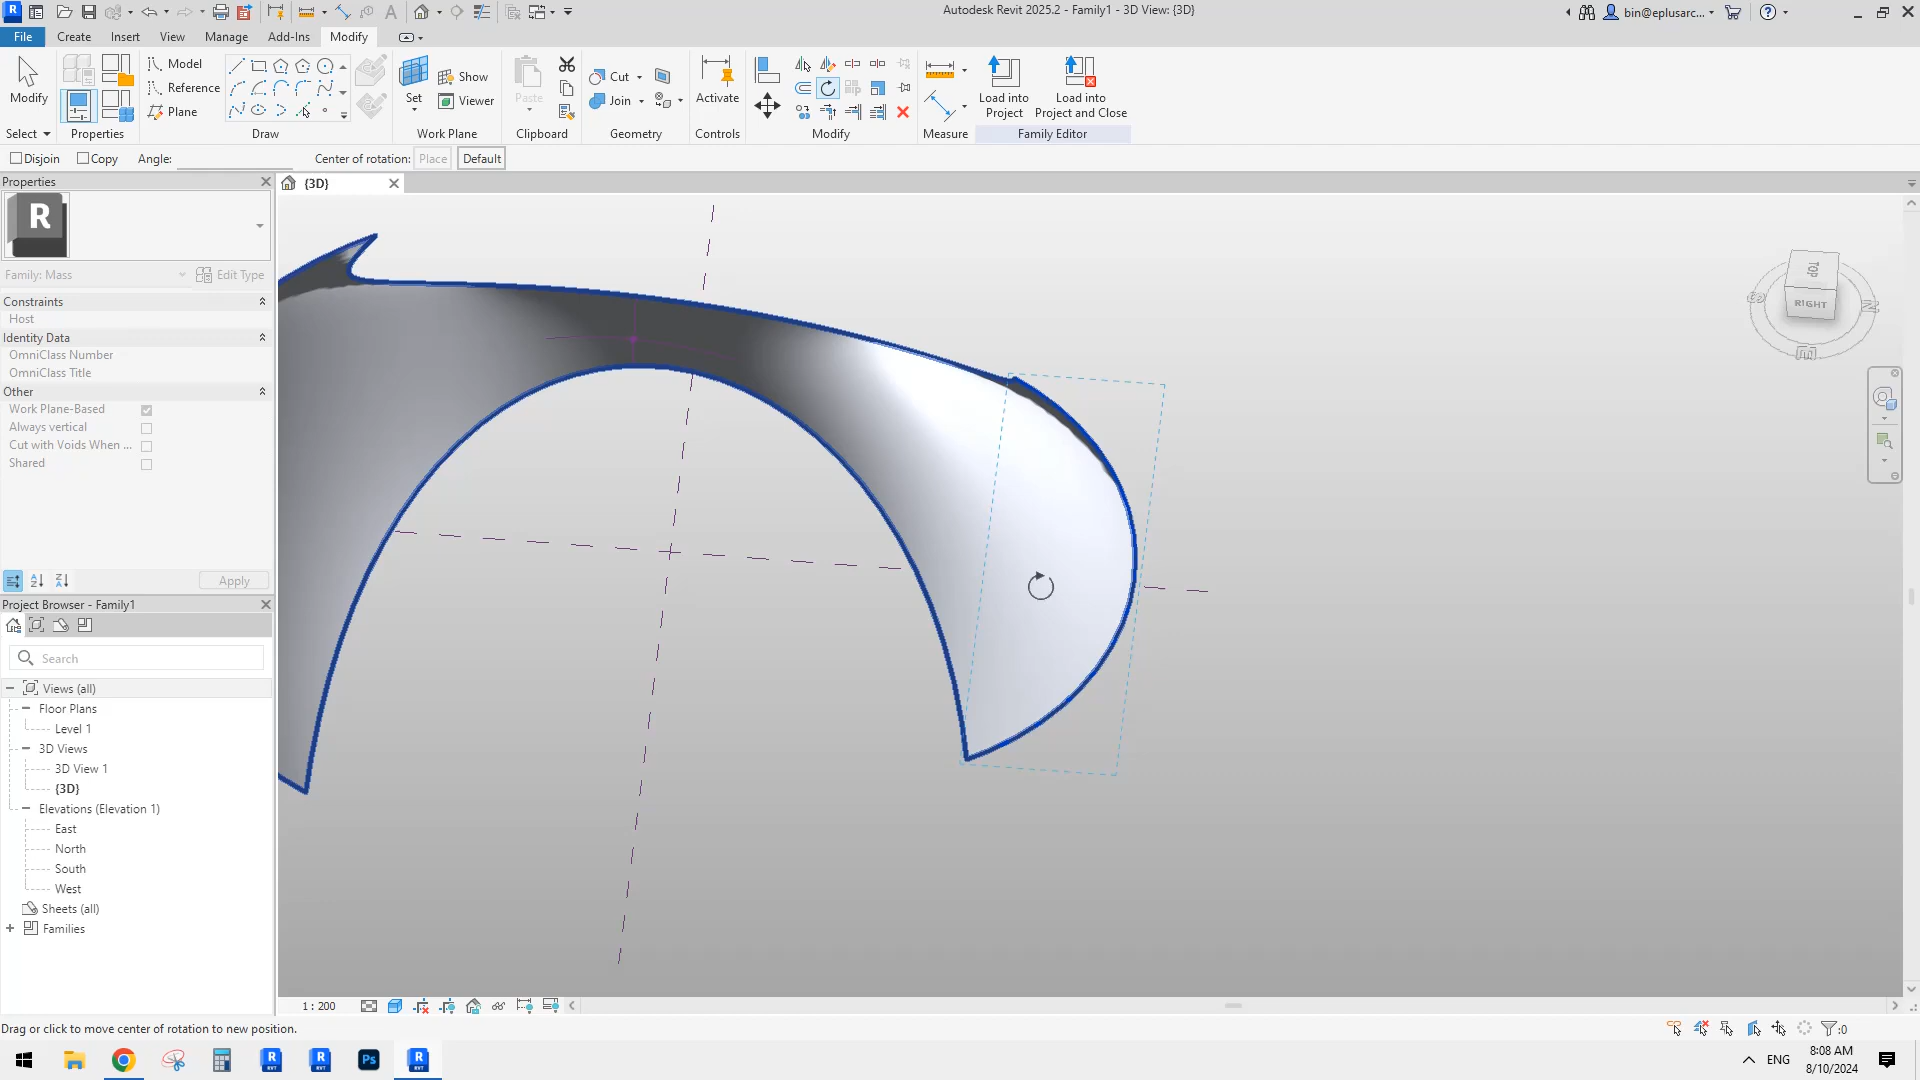 Autodesk Revit 2025.2 - Family1 - 3D View: {3D}
bin@eplusarc...
File
Create
Insert
View
Manage
Add-Ins
Modify
Modify
Model
Reference
Plane
Set
Show
Viewer
Paste
Cut
Join
Activate
Load into
Project
Load into
Project and Close
Select
Properties
Draw
Work Plane
Clipboard
Geometry
Controls
Modify
Measure
Family Editor
Disjoin
Copy
Angle:
Center of rotation:
Place
Default
Properties
{3D}
R
Family: Mass
Edit Type
Constraints
Host
Identity Data
OmniClass Number
OmniClass Title
Other
Work Plane-Based
Always vertical
Cut with Voids When ...
Shared
Apply
Project Browser - Family1
Search
Views (all)
Floor Plans
Level 1
3D Views
3D View 1
{3D}
Elevations (Elevation 1)
East
North
South
West
Sheets (all)
Families
TOP
RIGHT
S
N
E
1 : 200
Drag or click to move center of rotation to new position.
:0
R
RVT
R
RVT
Ps
R
RVT
ENG
8:08 AM
8/10/2024